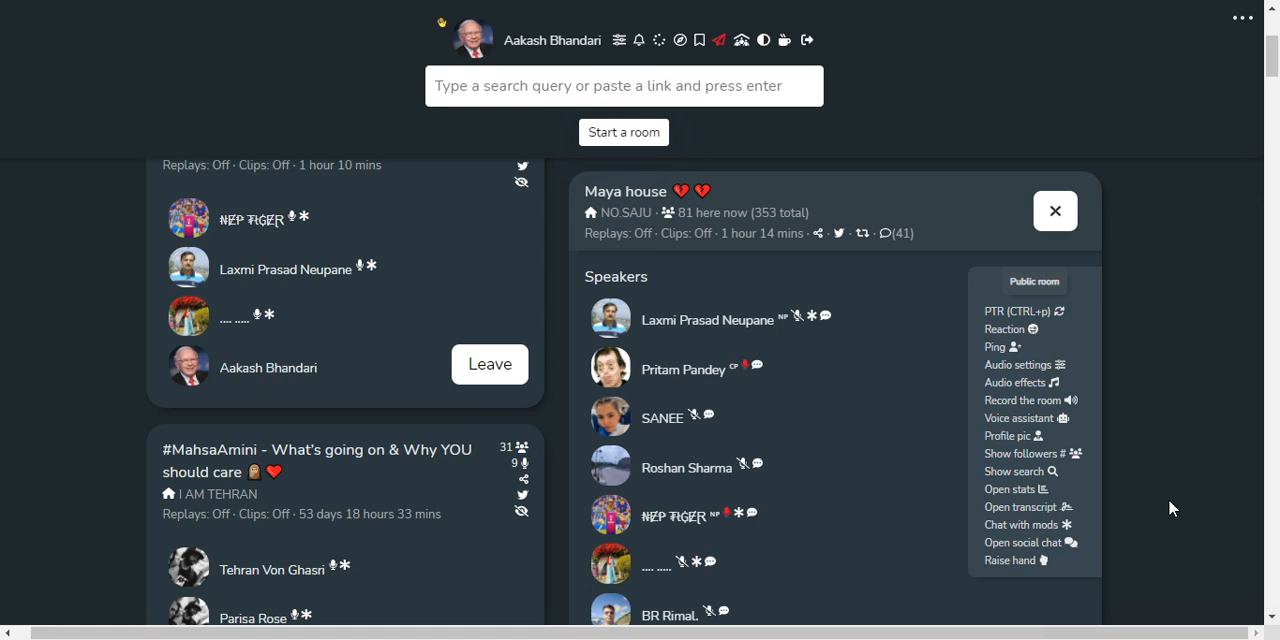 Aakash Bhandari
Type a search query or paste a link and press enter
Start a room
Replays: Off · Clips: Off · 1 hour 10 mins
Laxmi Prasad Neupane
.... .....
Aakash Bhandari
Leave
#MahsaAmini - What's going on & Why YOU
should care
31
9
I AM TEHRAN
Replays: Off · Clips: Off · 53 days 18 hours 33 mins
Tehran Von Ghasri
Parisa Rose
Maya house 💔 💔
NO.SAJU · 81 here now (353 total)
Replays: Off · Clips: Off · 1 hour 14 mins · · · · (41)
Speakers
Laxmi Prasad Neupane NP
Pritam Pandey CP
SANEE
Roshan Sharma
NP
.... .....
BR Rimal.
Public room
PTR (CTRL+p)
Reaction
Ping
Audio settings
Audio effects
Record the room
Voice assistant
Profile pic
Show followers #
Show search
Open stats
Open transcript
Chat with mods
Open social chat
Raise hand